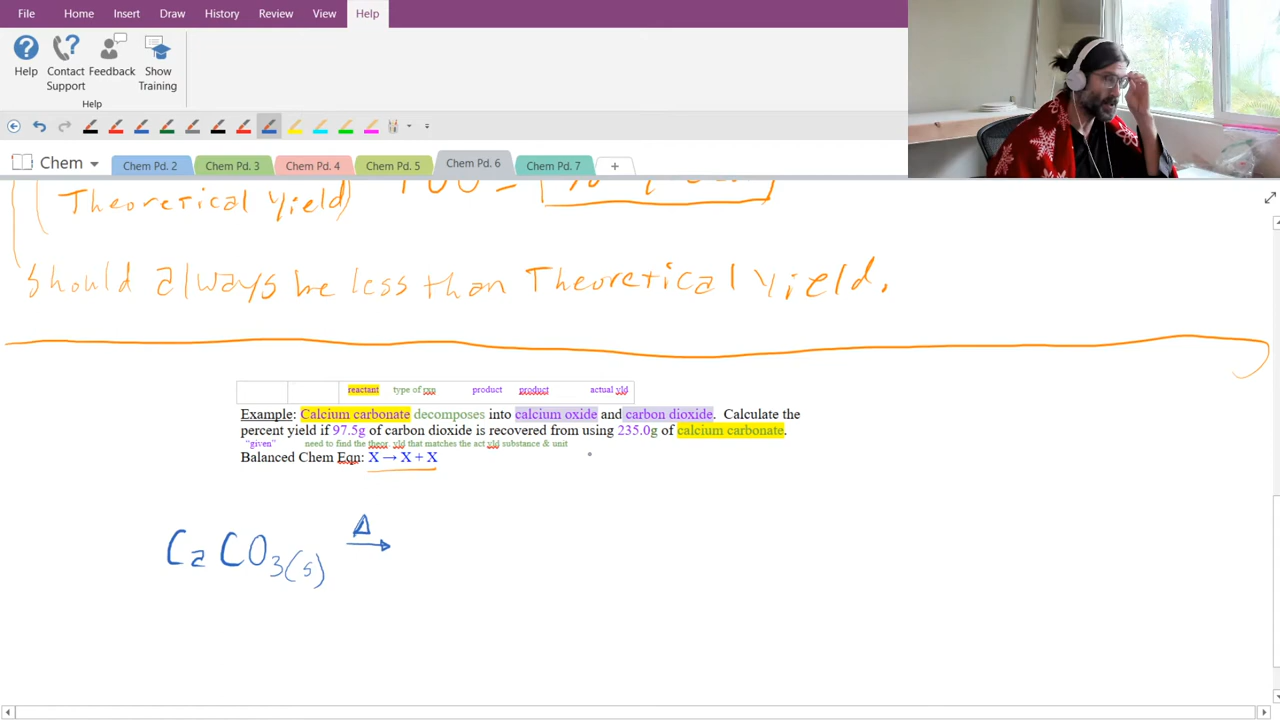 File Home Insert Draw History Review View Help
Help Contact Support Feedback Show Training
Help
Chem Chem Pd. 2 Chem Pd. 3 Chem Pd. 4 Chem Pd. 5 Chem Pd. 6 Chem Pd. 7 +
Theoretical Yield) 100 =
Should always be less than Theoretical Yield.
reactant type of rxn product product actual yld
Example: Calcium carbonate decomposes into calcium oxide and carbon dioxide. Calculate the
percent yield if 97.5g of carbon dioxide is recovered from using 235.0g of calcium carbonate.
"given" need to find the theor yld that matches the act yld substance & unit
Balanced Chem Eqn: X → X + X
Δ
CaCO3(s) →